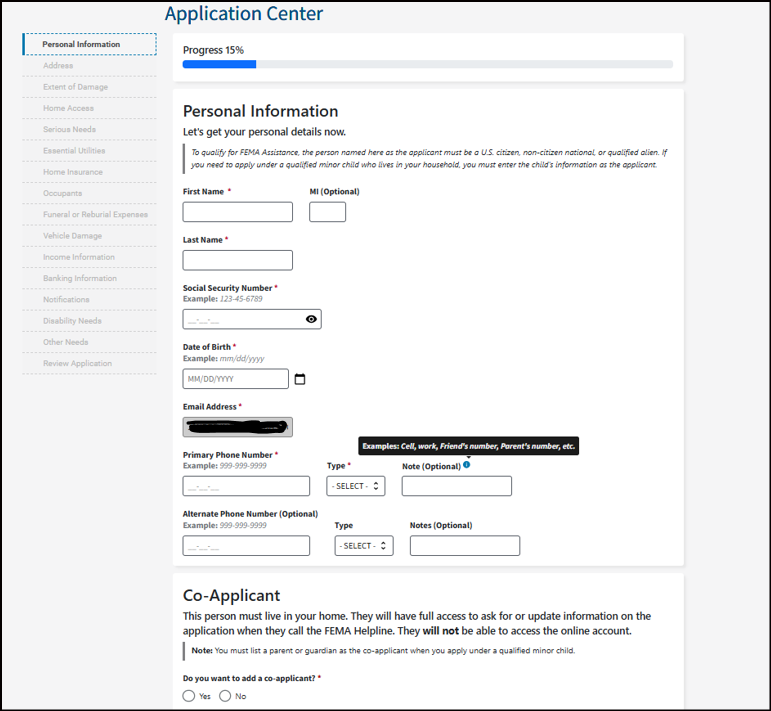 Application Center
Personal Information
Address
Extent of Damage
Home Access
Serious Needs
Essential Utilities
Home Insurance
Occupants
Funeral or Reburial Expenses
Vehicle Damage
Income Information
Banking Information
Notifications
Disability Needs
Other Needs
Review Application
Progress 15%
Personal Information
Let's get your personal details now.
To qualify for FEMA Assistance, the person named here as the applicant must be a U.S. citizen, non-citizen national, or qualified alien. If
you need to apply under a qualified minor child who lives in your household, you must enter the child's information as the applicant.
First Name * MI (Optional)
Last Name *
Social Security Number *
Example: 123-45-6789
__-__-__
Date of Birth *
Example: mm/dd/yyyy
MM/DD/YYYY
Email Address *
Examples: Cell, work, Friend's number, Parent's number, etc.
Primary Phone Number *
Example: 999-999-9999 Type * Note (Optional)
__-__-__ - SELECT -
Alternate Phone Number (Optional)
Example: 999-999-9999 Type Notes (Optional)
__-__-__ - SELECT -
Co-Applicant
This person must live in your home. They will have full access to ask for or update information on the
application when they call the FEMA Helpline. They will not be able to access the online account.
Note: You must list a parent or guardian as the co-applicant when you apply under a qualified minor child.
Do you want to add a co-applicant? *
Yes No